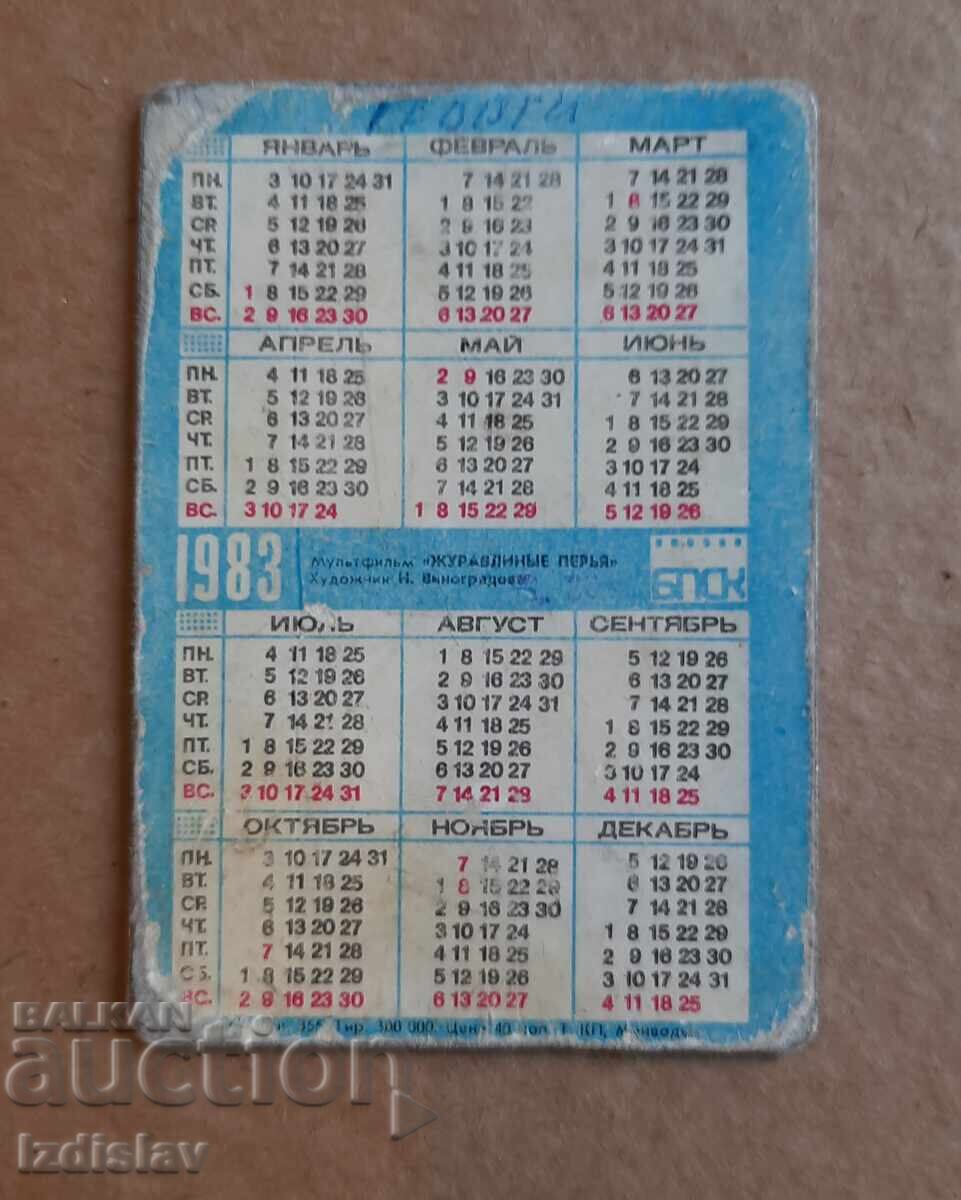 ГЕОРГИ
ЯНВАРЬ ФЕВРАЛЬ МАРТ
ПН. 3 10 17 24 31 7 14 21 28 7 14 21 28
ВТ. 4 11 18 25 1 8 15 22 1 8 15 22 29
СР. 5 12 19 26 2 9 16 23 2 9 16 23 30
ЧТ. 6 13 20 27 3 10 17 24 3 10 17 24 31
ПТ. 7 14 21 28 4 11 18 25 4 11 18 25
СБ. 1 8 15 22 29 5 12 19 26 5 12 19 26
ВС. 2 9 16 23 30 6 13 20 27 6 13 20 27
АПРЕЛЬ МАЙ ИЮНЬ
ПН. 4 11 18 25 2 9 16 23 30 6 13 20 27
ВТ. 5 12 19 26 3 10 17 24 31 7 14 21 28
СР. 6 13 20 27 4 11 18 25 1 8 15 22 29
ЧТ. 7 14 21 28 5 12 19 26 2 9 16 23 30
ПТ. 1 8 15 22 29 6 13 20 27 3 10 17 24
СБ. 2 9 16 23 30 7 14 21 28 4 11 18 25
ВС. 3 10 17 24 1 8 15 22 29 5 12 19 26
1983 Мультфильм «ЖУРАВЛИНЫЕ ПЕРЬЯ»
Художник Н. Виноградова
БПСК
ИЮЛЬ АВГУСТ СЕНТЯБРЬ
ПН. 4 11 18 25 1 8 15 22 29 5 12 19 26
ВТ. 5 12 19 26 2 9 16 23 30 6 13 20 27
СР. 6 13 20 27 3 10 17 24 31 7 14 21 28
ЧТ. 7 14 21 28 4 11 18 25 1 8 15 22 29
ПТ. 1 8 15 22 29 5 12 19 26 2 9 16 23 30
СБ. 2 9 16 23 30 6 13 20 27 3 10 17 24
ВС. 3 10 17 24 31 7 14 21 28 4 11 18 25
ОКТЯБРЬ НОЯБРЬ ДЕКАБРЬ
ПН. 3 10 17 24 31 7 14 21 28 5 12 19 26
ВТ. 4 11 18 25 1 8 15 22 29 6 13 20 27
СР. 5 12 19 26 2 9 16 23 30 7 14 21 28
ЧТ. 6 13 20 27 3 10 17 24 1 8 15 22 29
ПТ. 7 14 21 28 4 11 18 25 2 9 16 23 30
СБ. 1 8 15 22 29 5 12 19 26 3 10 17 24 31
ВС. 2 9 16 23 30 6 13 20 27 4 11 18 25
Тир. 300 000. Цена 40 коп. Т КП,
BALKAN
auction
Izdislav